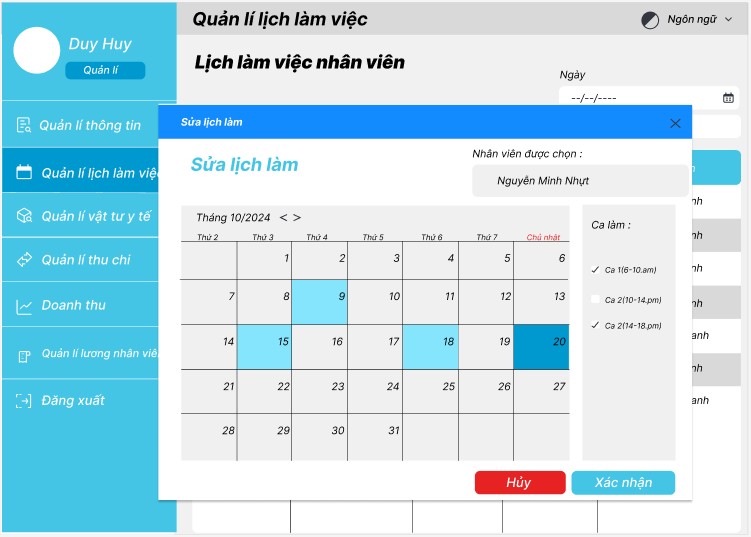 Quản lí lịch làm việc
Ngôn ngữ
Duy Huy
Quản lí
Lịch làm việc nhân viên
Ngày
--/--/----
Quản lí thông tin
Quản lí lịch làm việ
Quản lí vật tư y tế
Quản lí thu chi
Doanh thu
Quản lí lương nhân viê
Đăng xuất
Sửa lịch làm
Sửa lịch làm
Nhân viên được chọn :
Nguyễn Minh Nhựt
Tháng 10/2024 < >
Thứ 2 Thứ 3 Thứ 4 Thứ 5 Thứ 6 Thứ 7 Chủ nhật
1 2 3 4 5 6
7 8 9 10 11 12 13
14 15 16 17 18 19 20
21 22 23 24 25 26 27
28 29 30 31
Ca làm :
Ca 1(6-10.am)
Ca 2(10-14.pm)
Ca 2(14-18.pm)
Hủy
Xác nhận
nh
nh
nh
anh
nh
anh